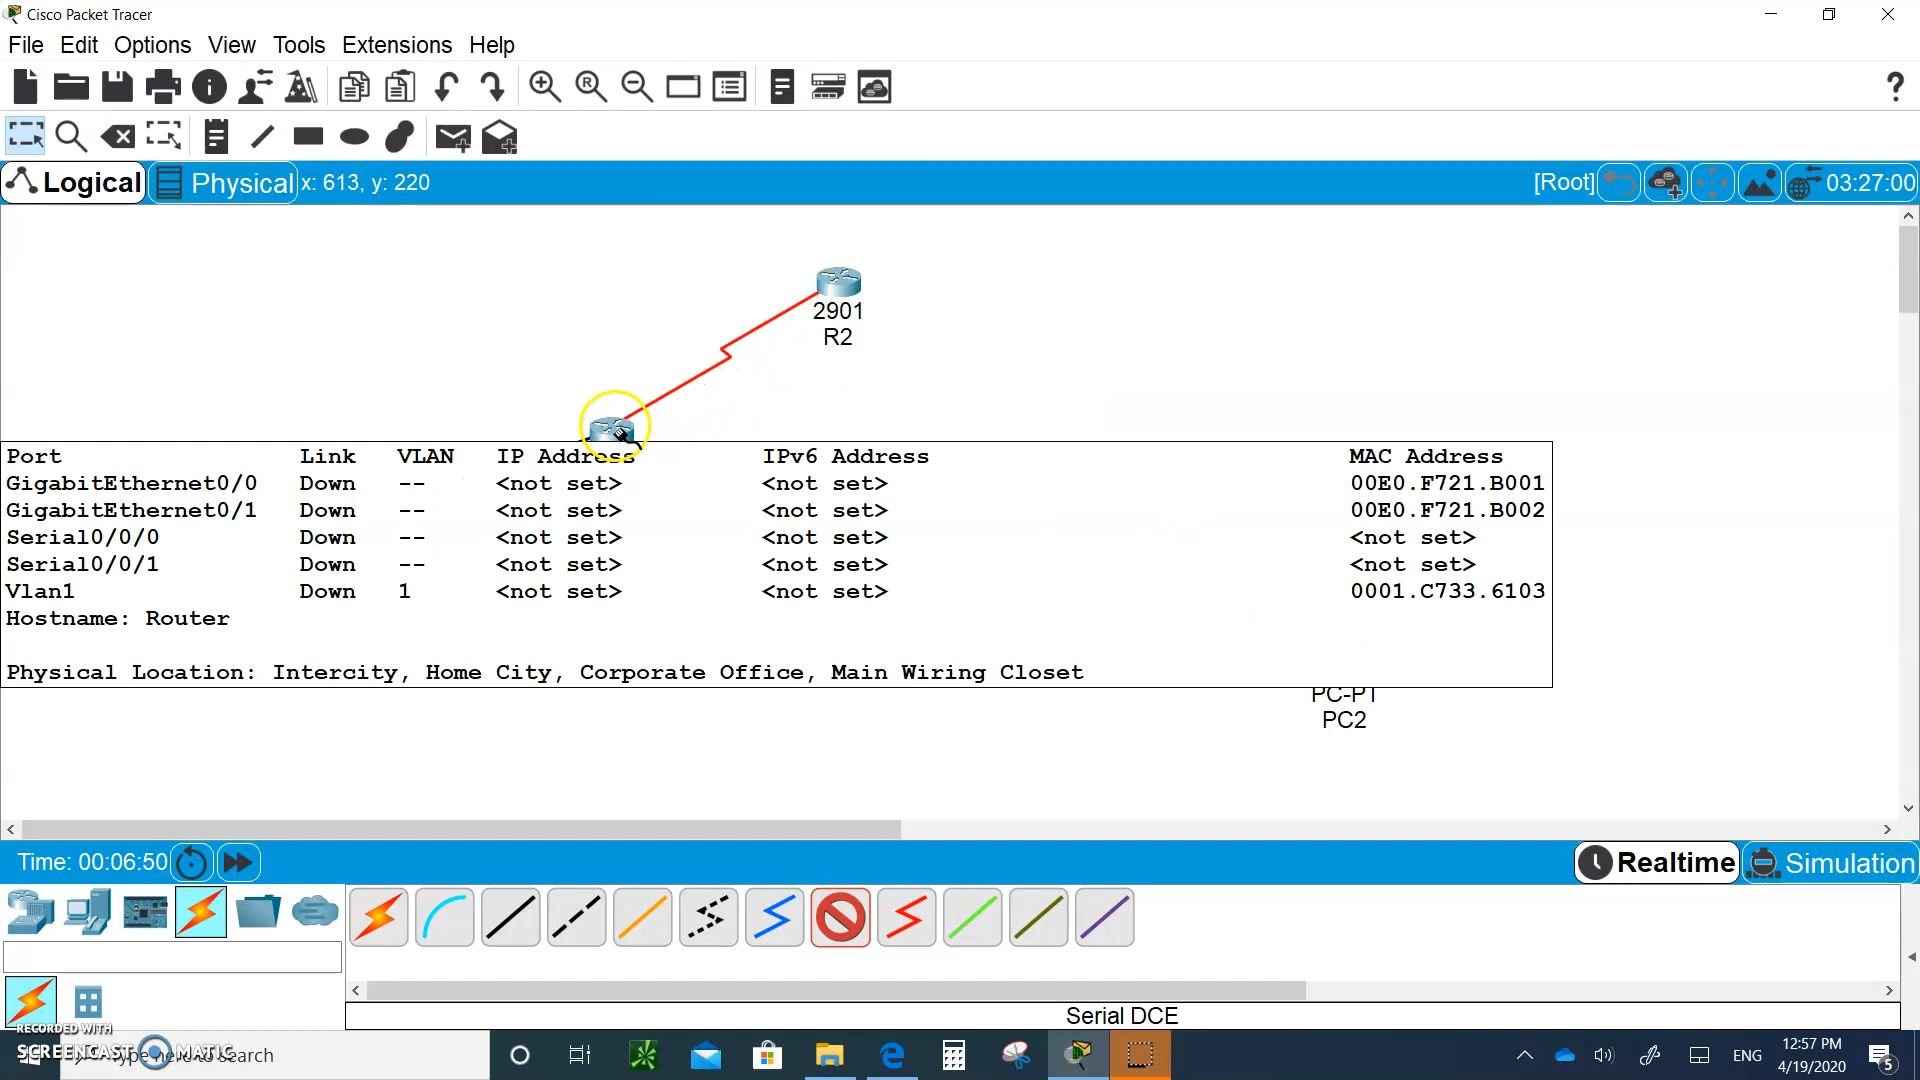 Cisco Packet Tracer
File Edit Options View Tools Extensions Help
Logical Physical x: 613, y: 220 [Root] 03:27:00
2901
R2
Port Link VLAN IP Address IPv6 Address MAC Address
GigabitEthernet0/0 Down -- <not set> <not set> 00E0.F721.B001
GigabitEthernet0/1 Down -- <not set> <not set> 00E0.F721.B002
Serial0/0/0 Down -- <not set> <not set> <not set>
Serial0/0/1 Down -- <not set> <not set> <not set>
Vlan1 Down 1 <not set> <not set> 0001.C733.6103
Hostname: Router
Physical Location: Intercity, Home City, Corporate Office, Main Wiring Closet
PC-PT
PC2
Time: 00:06:50 Realtime Simulation
Serial DCE
RECORDED WITH
SCREENCAST MATIC
Type here to search
ENG 12:57 PM
4/19/2020 5